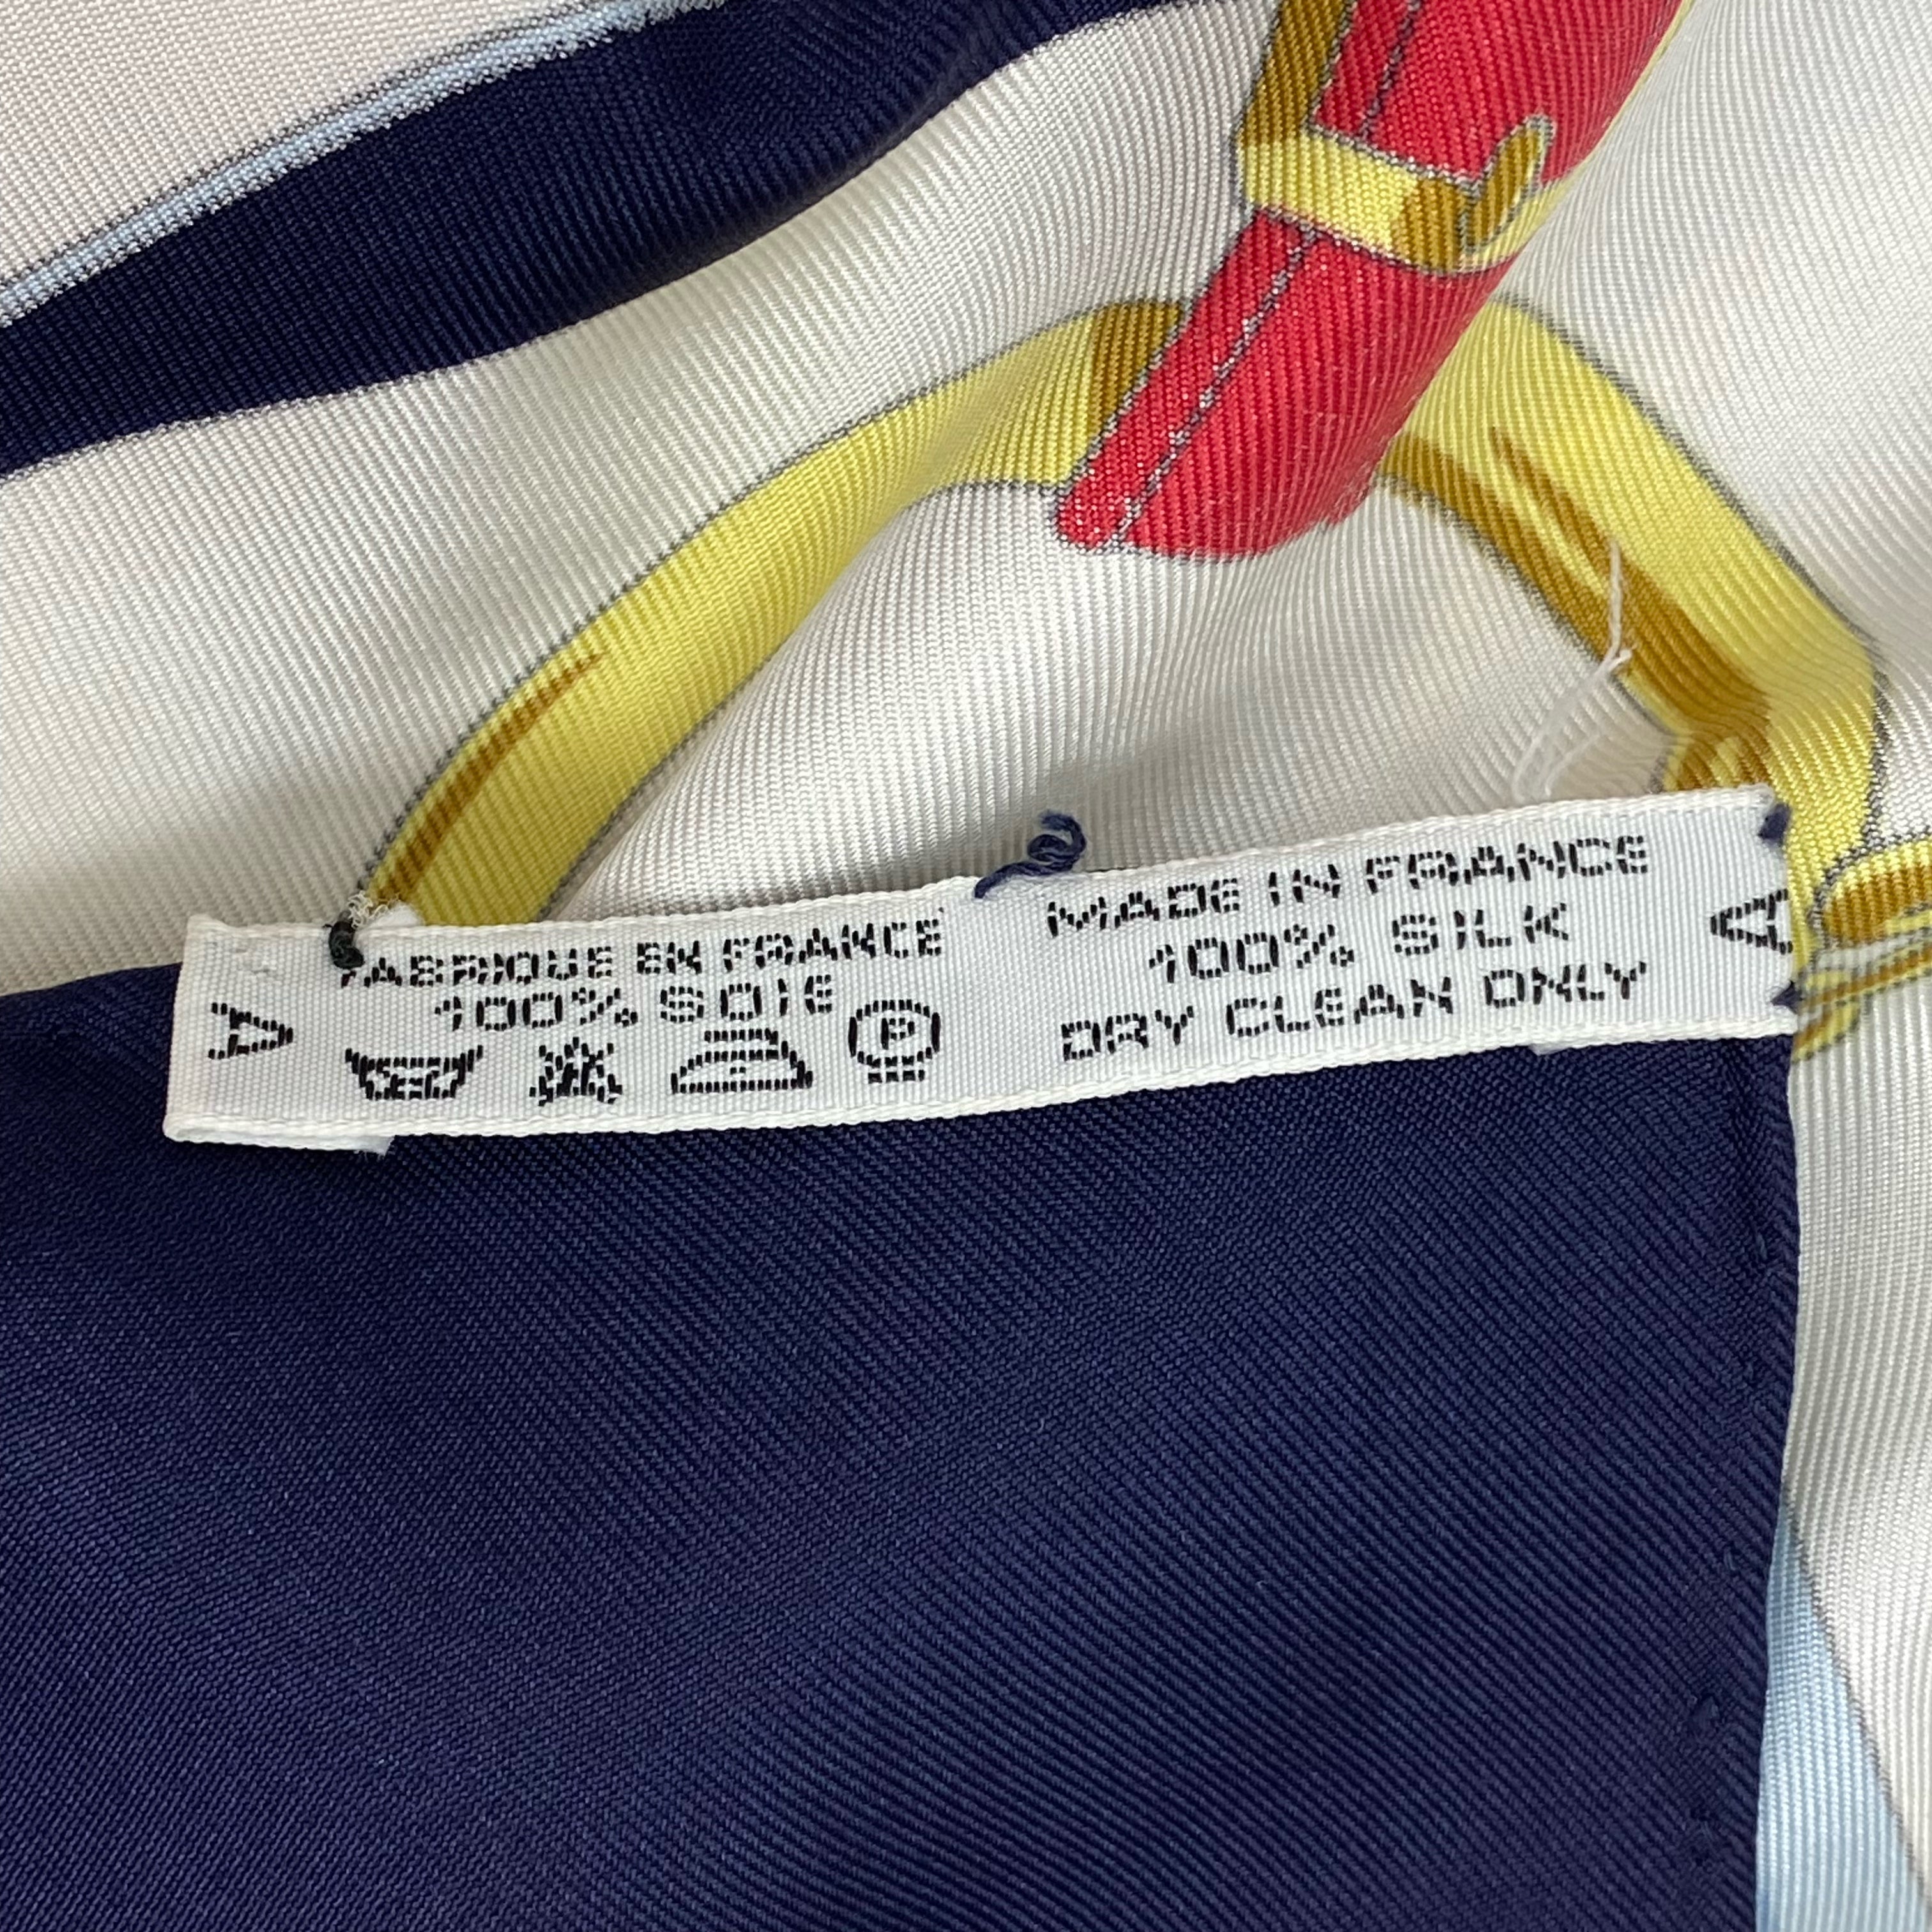 A
FABRIQUE EN FRANCE
100% SOIE
P
MADE IN FRANCE
100% SILK
DRY CLEAN ONLY
A